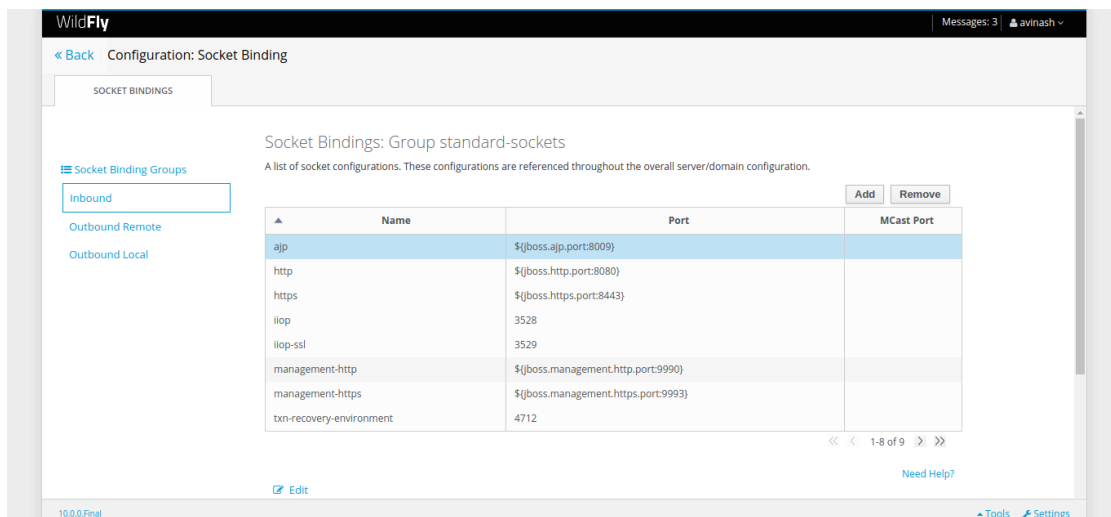 WildFly Messages: 3 avinash
« Back Configuration: Socket Binding
SOCKET BINDINGS
Socket Bindings: Group standard-sockets
Socket Binding Groups
A list of socket configurations. These configurations are referenced throughout the overall server/domain configuration.
Inbound
Outbound Remote
Outbound Local
Add Remove
Name Port MCast Port
ajp ${jboss.ajp.port:8009}
http ${jboss.http.port:8080}
https ${jboss.https.port:8443}
iiop 3528
iiop-ssl 3529
management-http ${jboss.management.http.port:9990}
management-https ${jboss.management.https.port:9993}
txn-recovery-environment 4712
1-8 of 9
Need Help?
Edit
10.0.0.Final Tools Settings